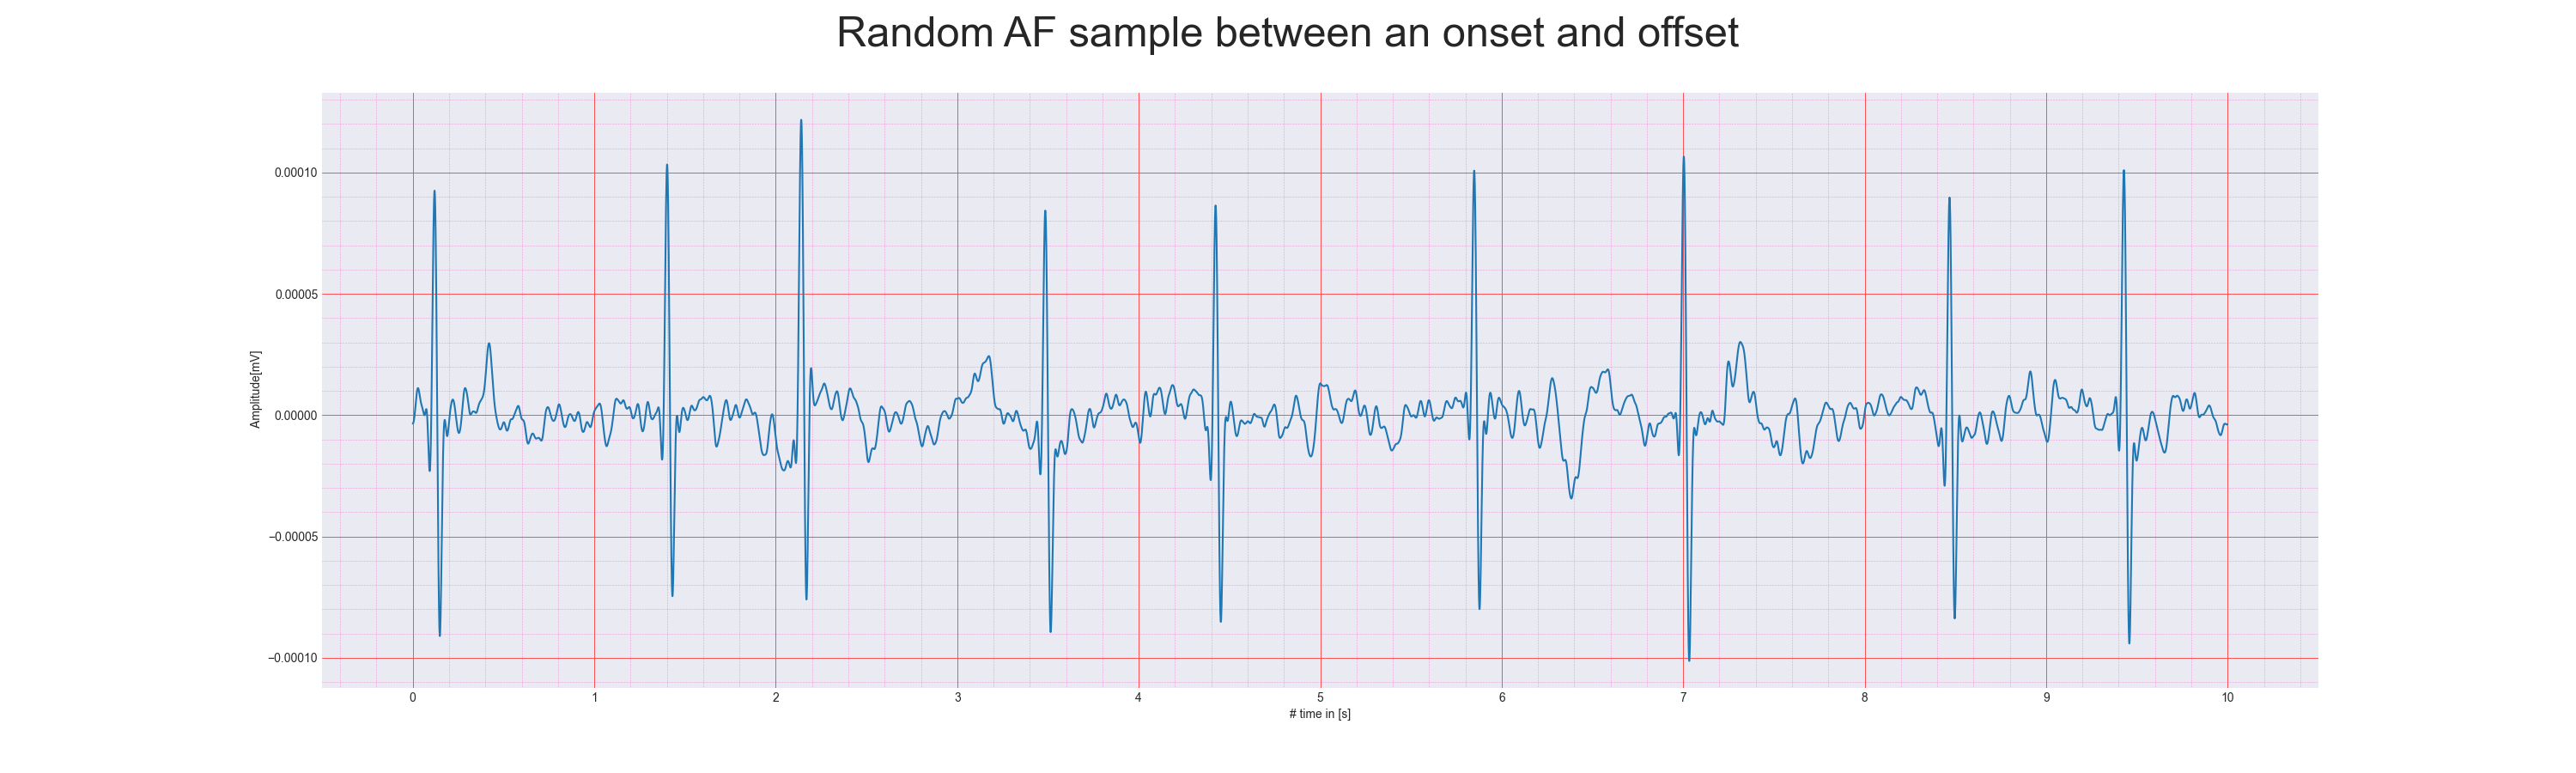 Random AF sample between an onset and offset
0.00010
0.00005
0.00000
−0.00005
−0.00010
Amplitude[mV]
0 1 2 3 4 5 6 7 8 9 10
# time in [s]